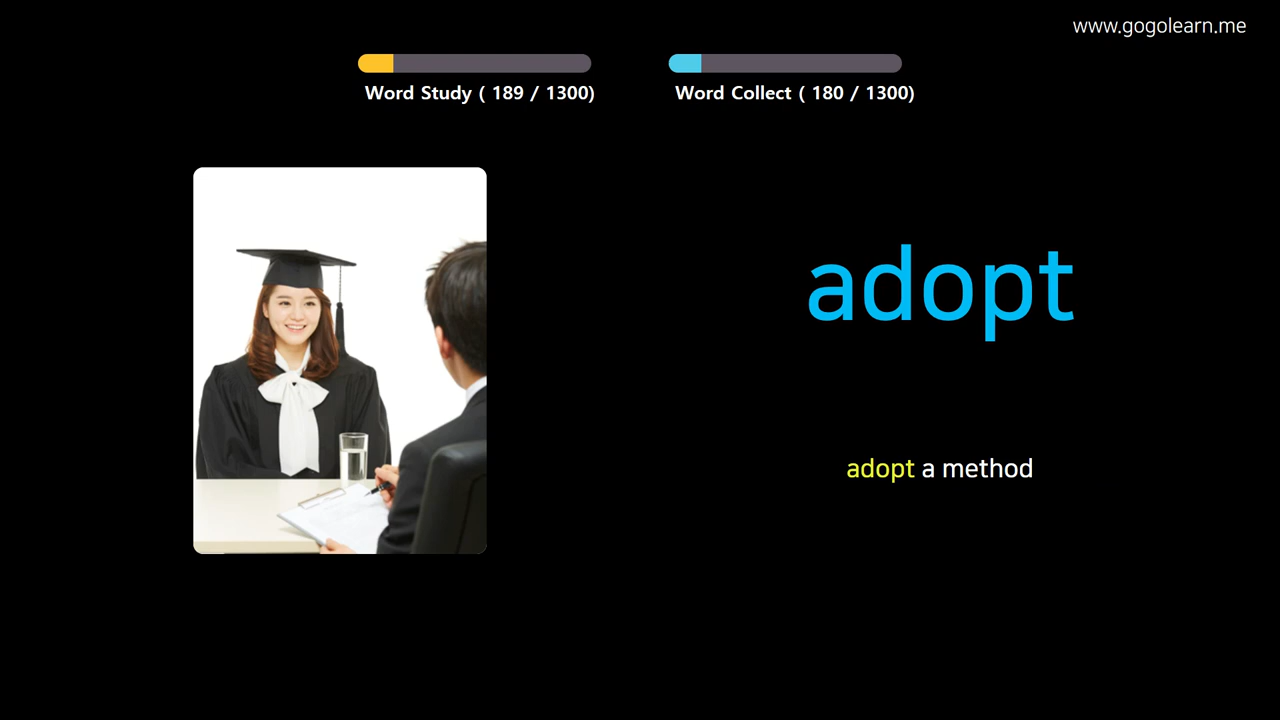 www.gogolearn.me
Word Study ( 189 / 1300)
Word Collect ( 180 / 1300)
adopt
adopt a method